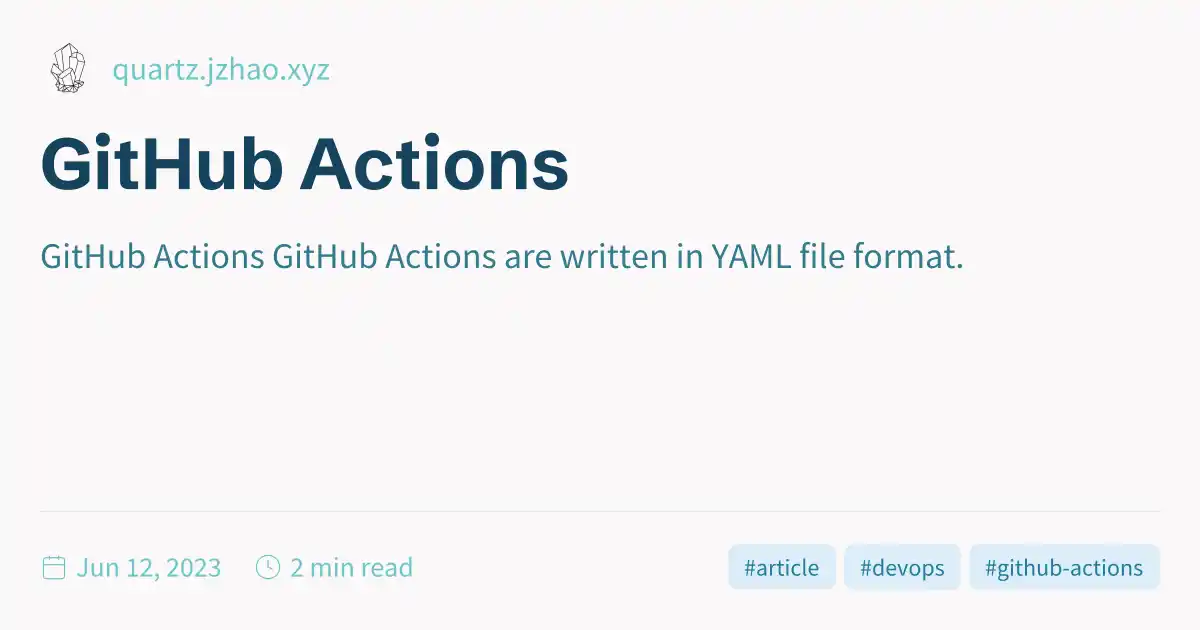 quartz.jzhao.xyz
GitHub Actions
GitHub Actions GitHub Actions are written in YAML file format.
Jun 12, 2023 2 min read #article #devops #github-actions